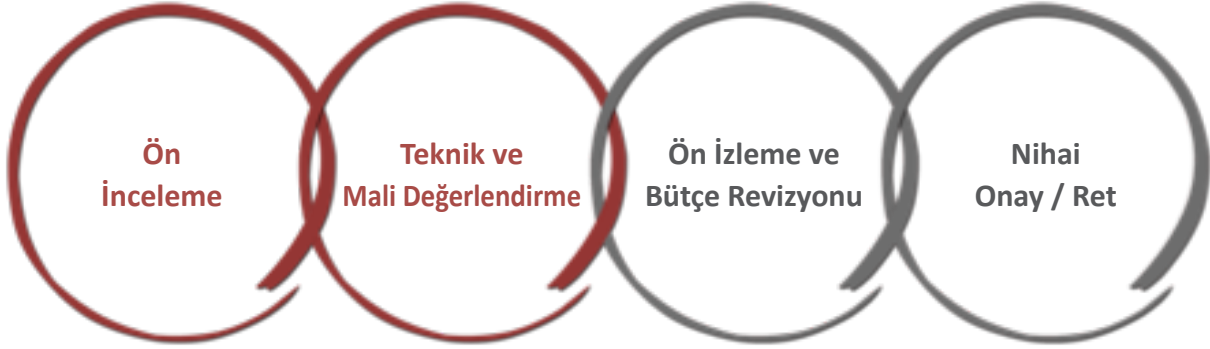 Ön
İnceleme
Teknik ve
Mali Değerlendirme
Ön İzleme ve
Bütçe Revizyonu
Nihai
Onay / Ret